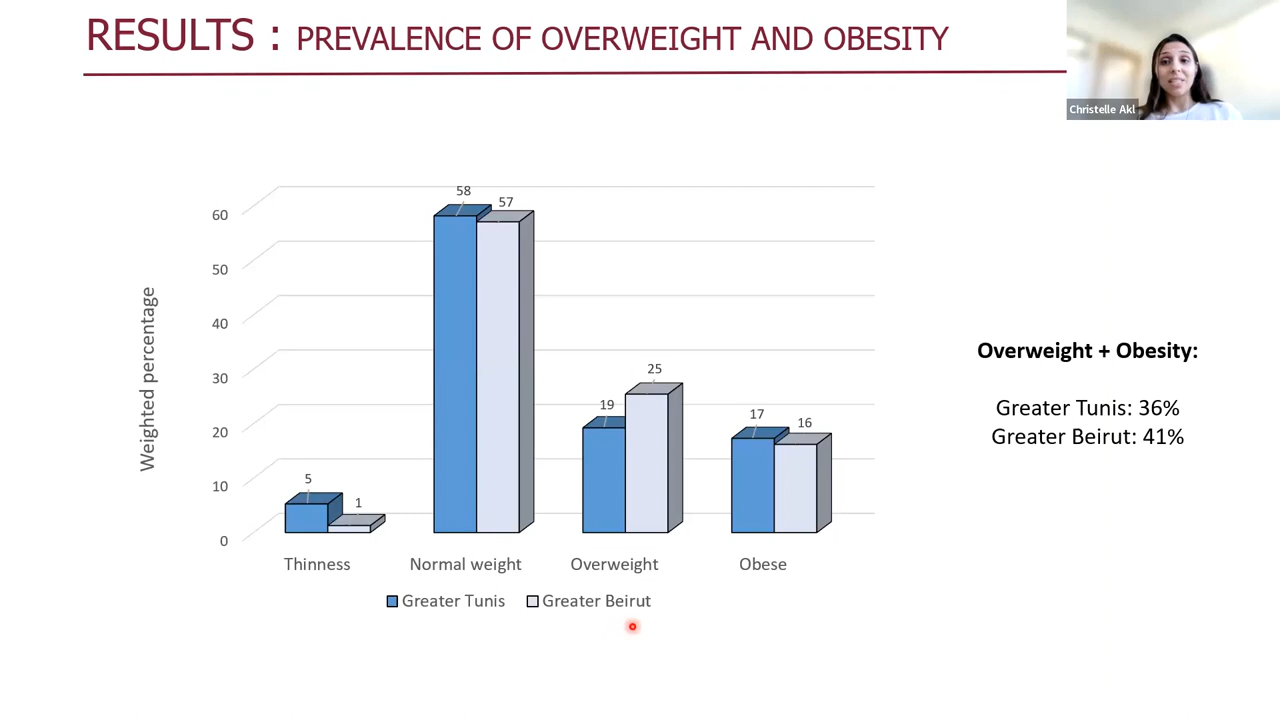 RESULTS : PREVALENCE OF OVERWEIGHT AND OBESITY
Christelle Akl
Weighted percentage
60
50
40
30
20
10
0
58
57
25
19
17
16
5
1
Thinness
Normal weight
Overweight
Obese
Greater Tunis
Greater Beirut
Overweight + Obesity:
Greater Tunis: 36%
Greater Beirut: 41%